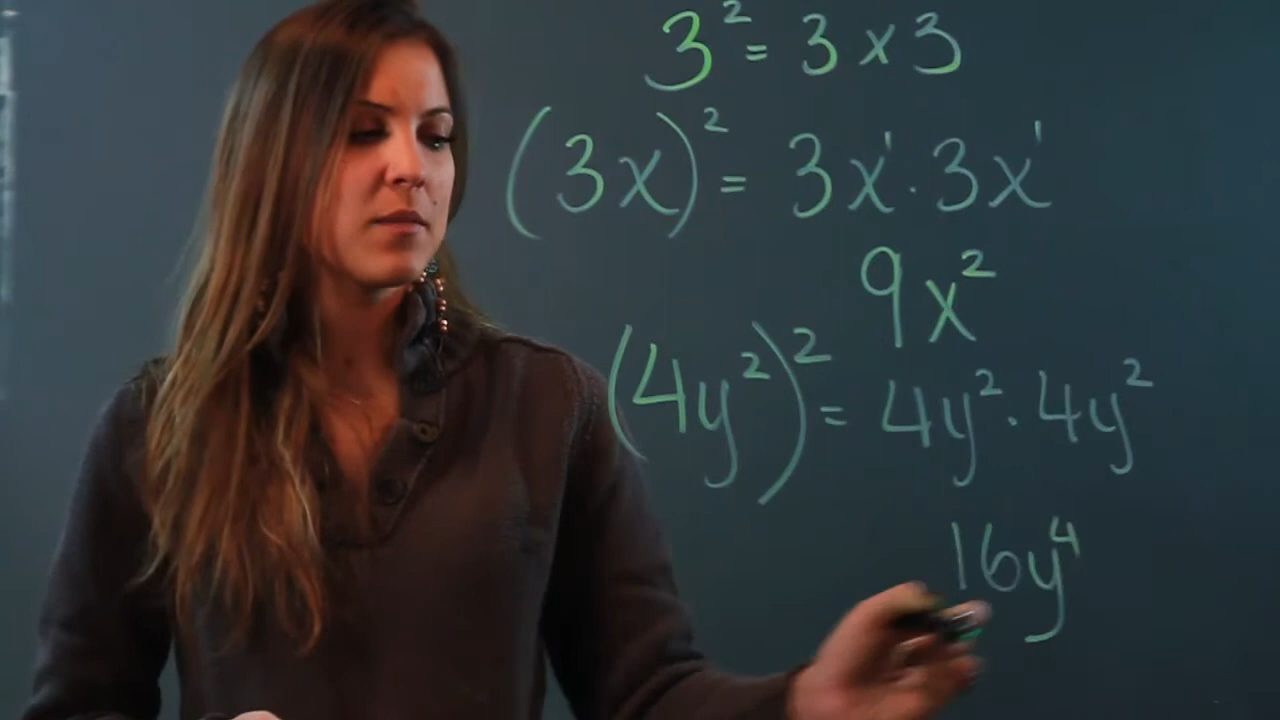 3² = 3 x 3
(3x)² = 3x¹ · 3x¹
9x²
(4y²)² = 4y² · 4y²
16y⁴